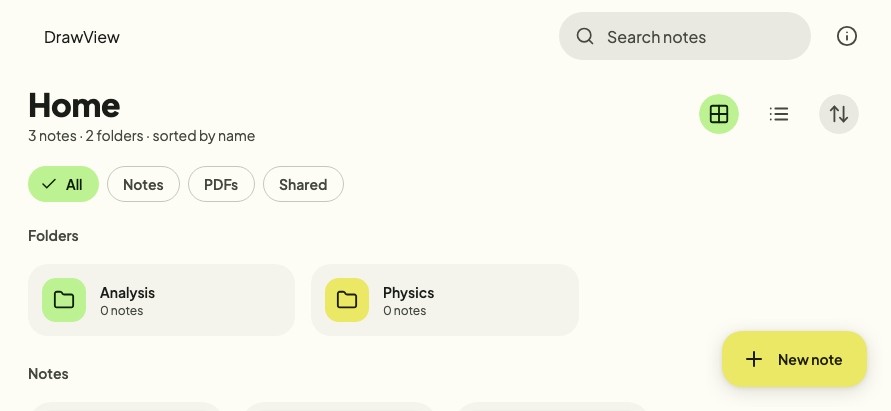 DrawView
Search notes
Home
3 notes · 2 folders · sorted by name
All
Notes
PDFs
Shared
Folders
Analysis
0 notes
Physics
0 notes
New note
Notes